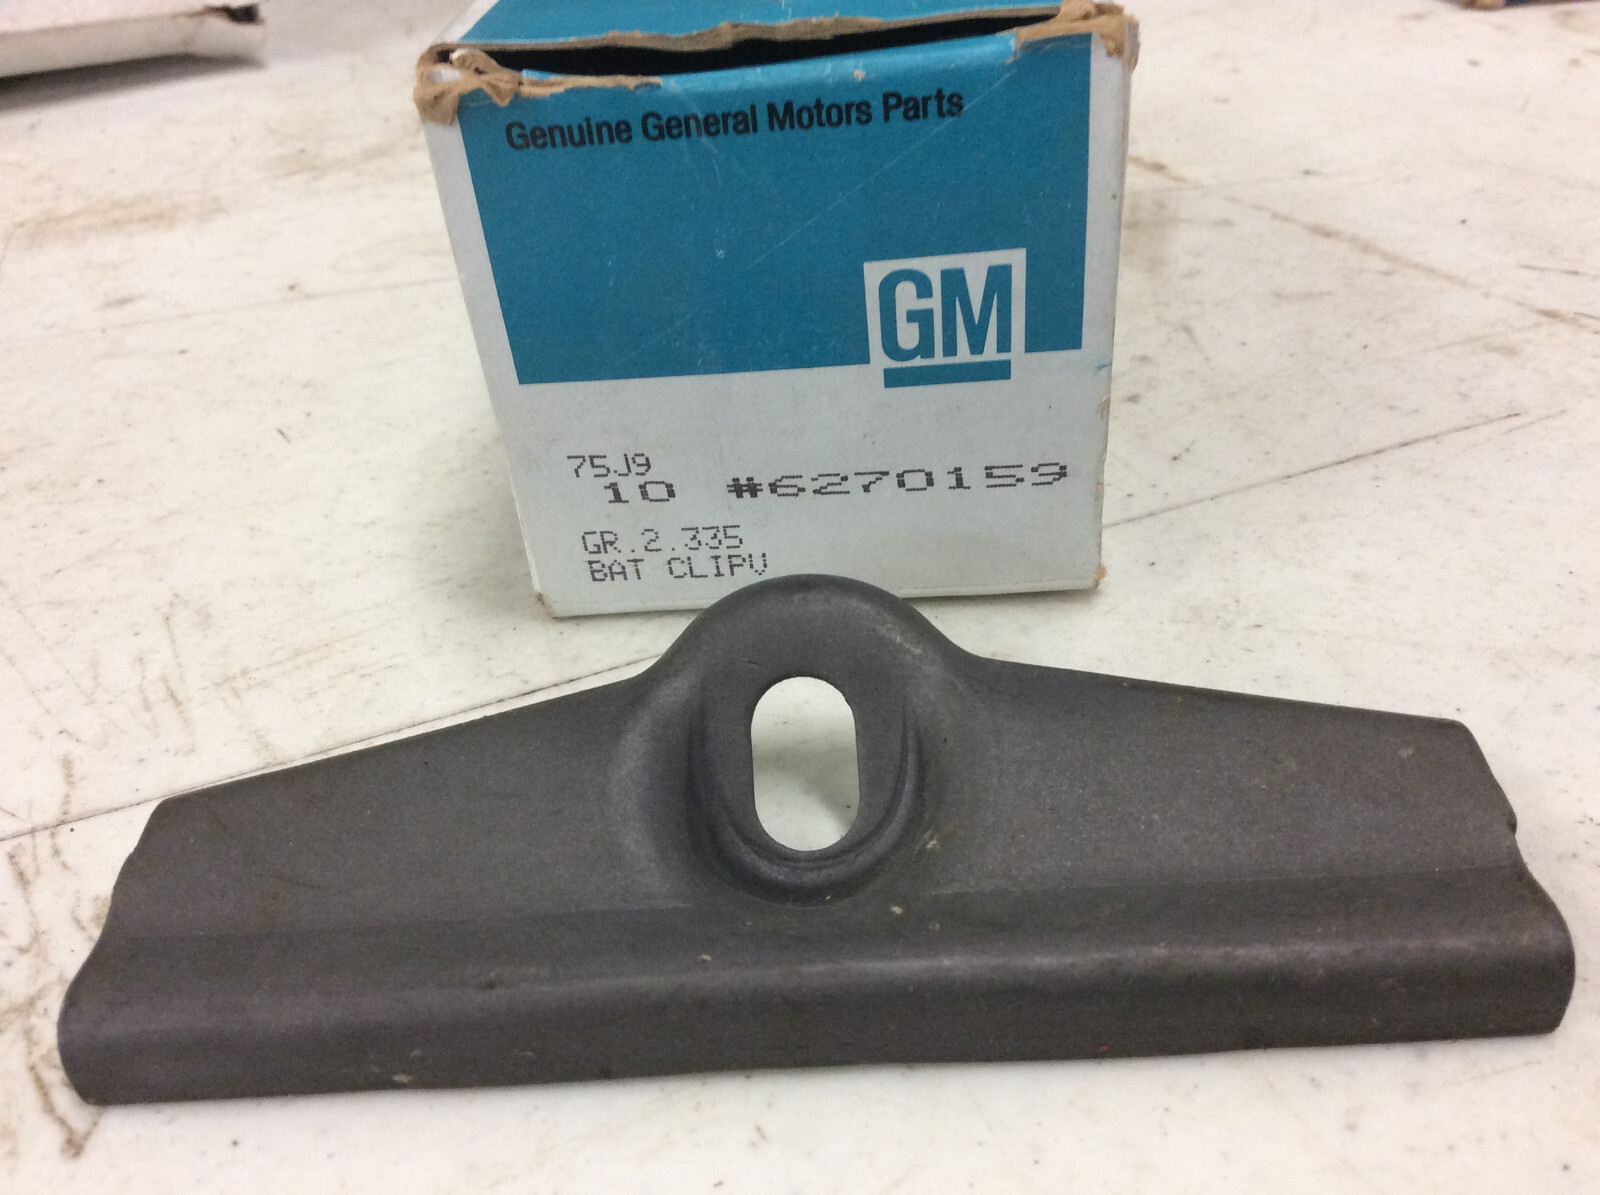 Genuine General Motors Parts
GM
75J9
10 #6270159
GR.2.335
BAT CLIPV